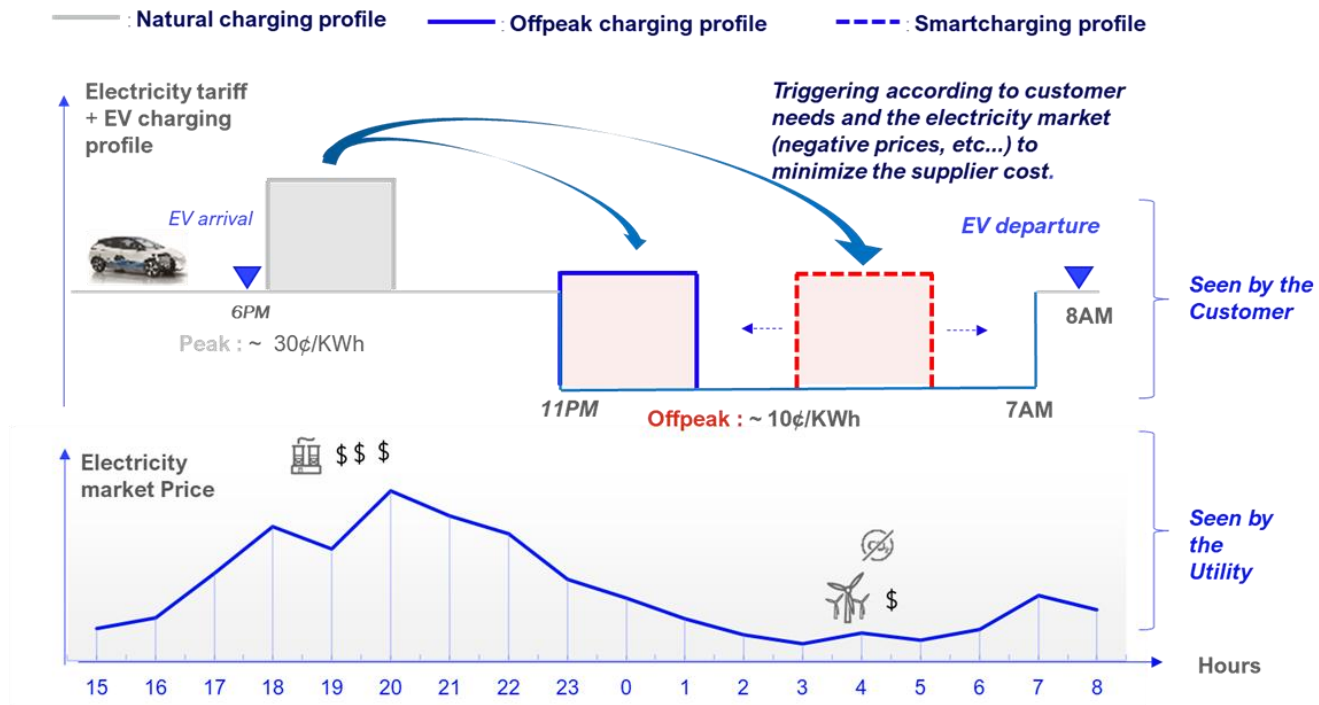 : Natural charging profile
: Offpeak charging profile
: Smartcharging profile
Electricity tariff
+ EV charging
profile
Triggering according to customer
needs and the electricity market
(negative prices, etc...) to
minimize the supplier cost.
EV arrival
EV departure
Seen by the
Customer
6PM
8AM
Peak : ~ 30¢/KWh
11PM
Offpeak : ~ 10¢/KWh
7AM
Electricity
market Price
$ $ $
CO₂
$
Seen by
the
Utility
Hours
15 16 17 18 19 20 21 22 23 0 1 2 3 4 5 6 7 8